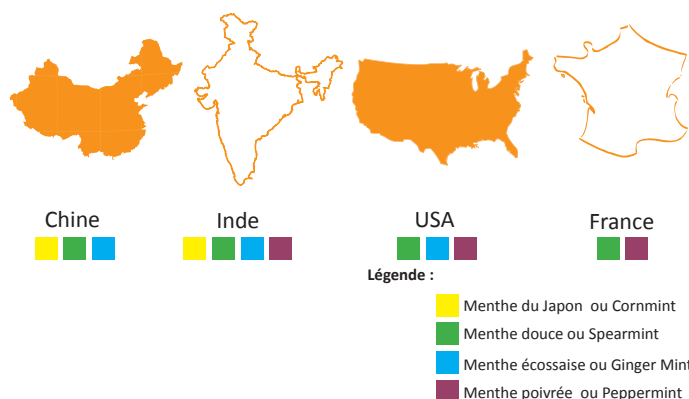 Chine Inde USA France
Légende :
Menthe du Japon ou Cornmint
Menthe douce ou Spearmint
Menthe écossaise ou Ginger Mint
Menthe poivrée ou Peppermint